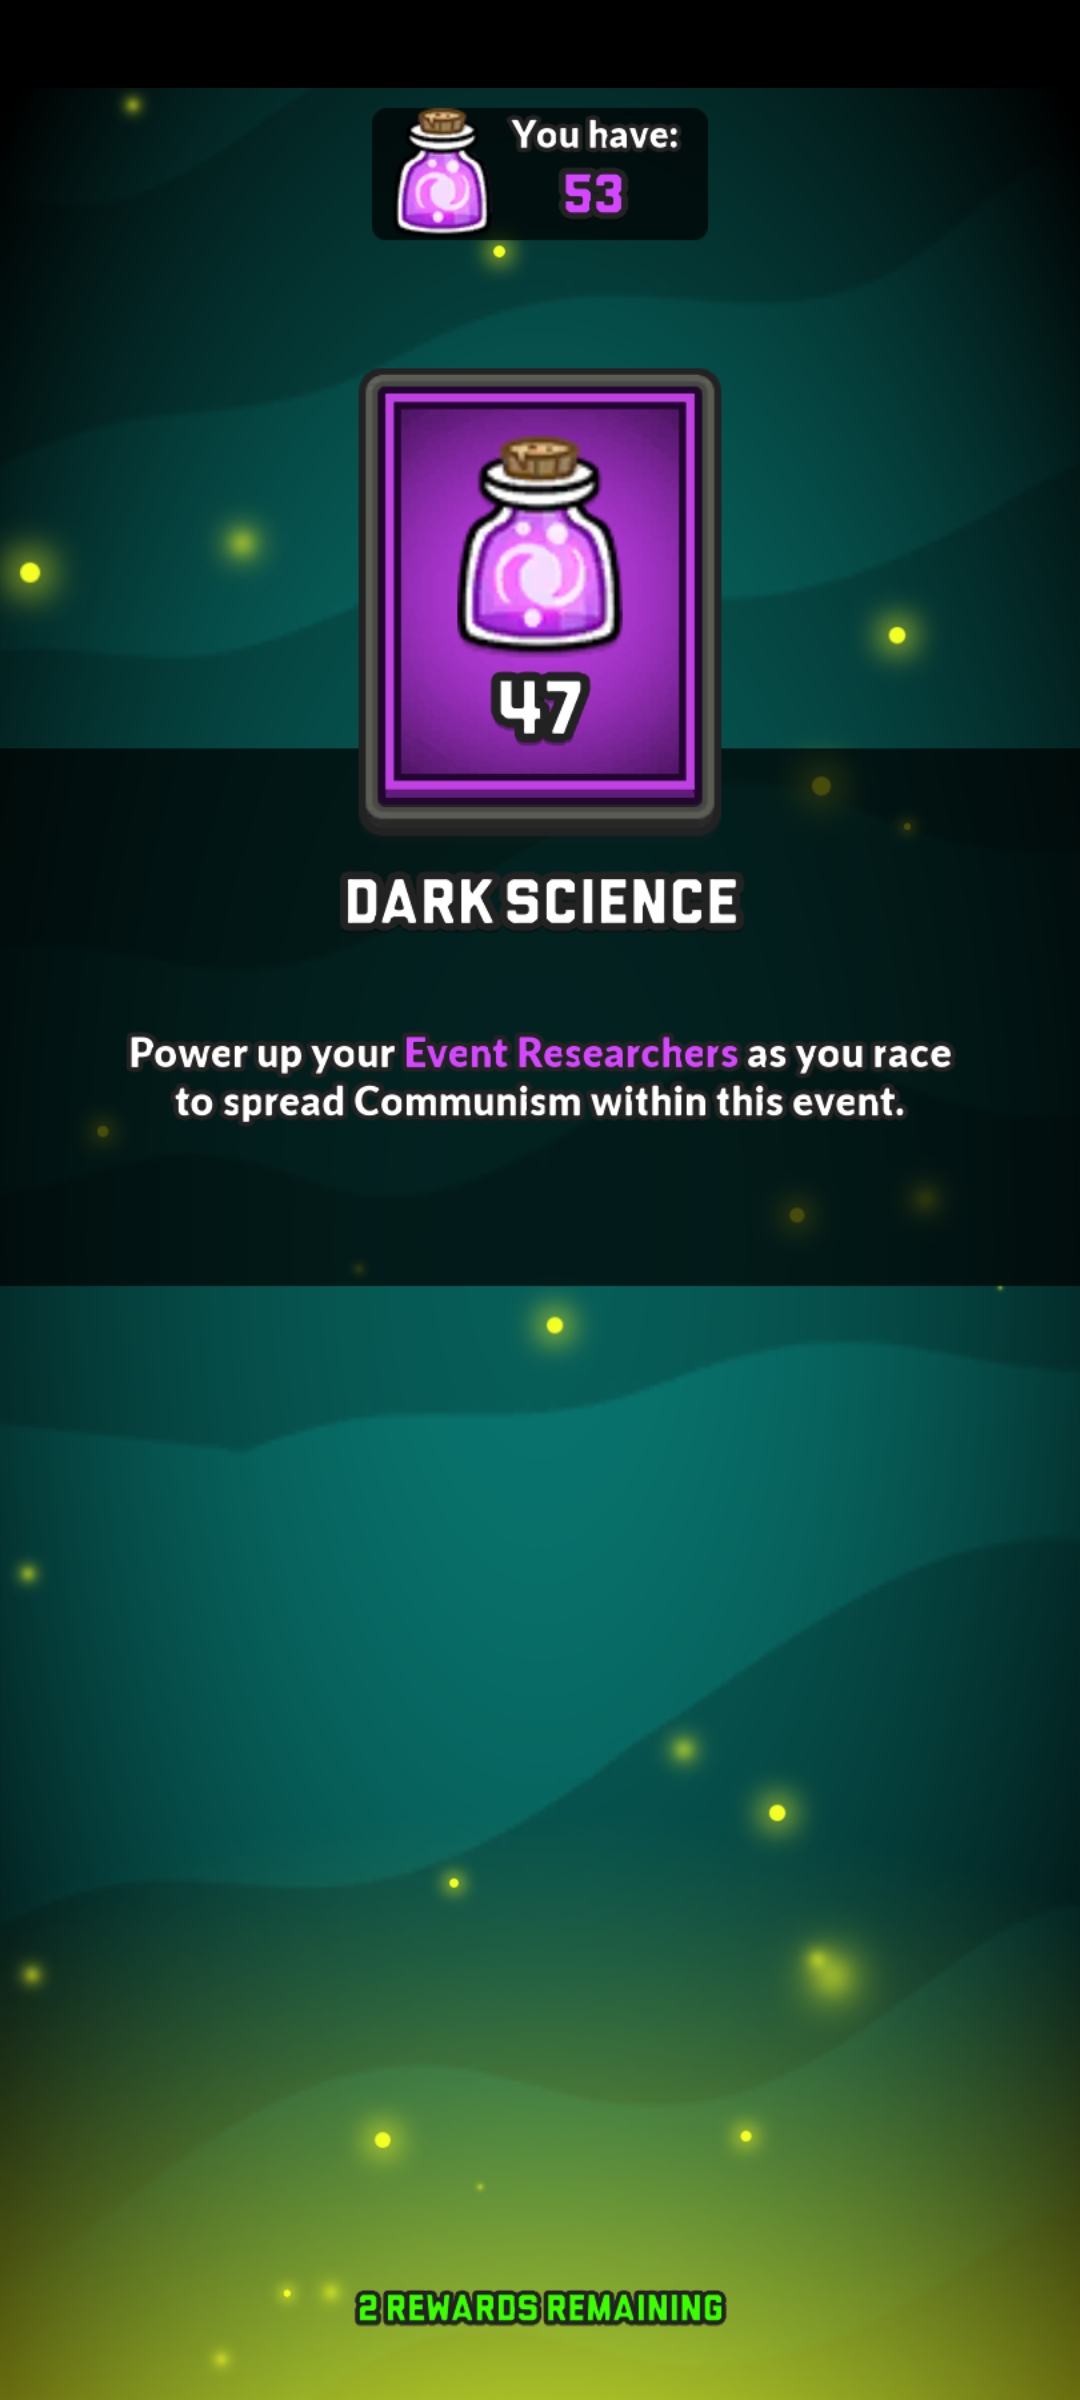 You have:
53
47
DARK SCIENCE
Power up your Event Researchers as you race
to spread Communism within this event.
2 REWARDS REMAINING